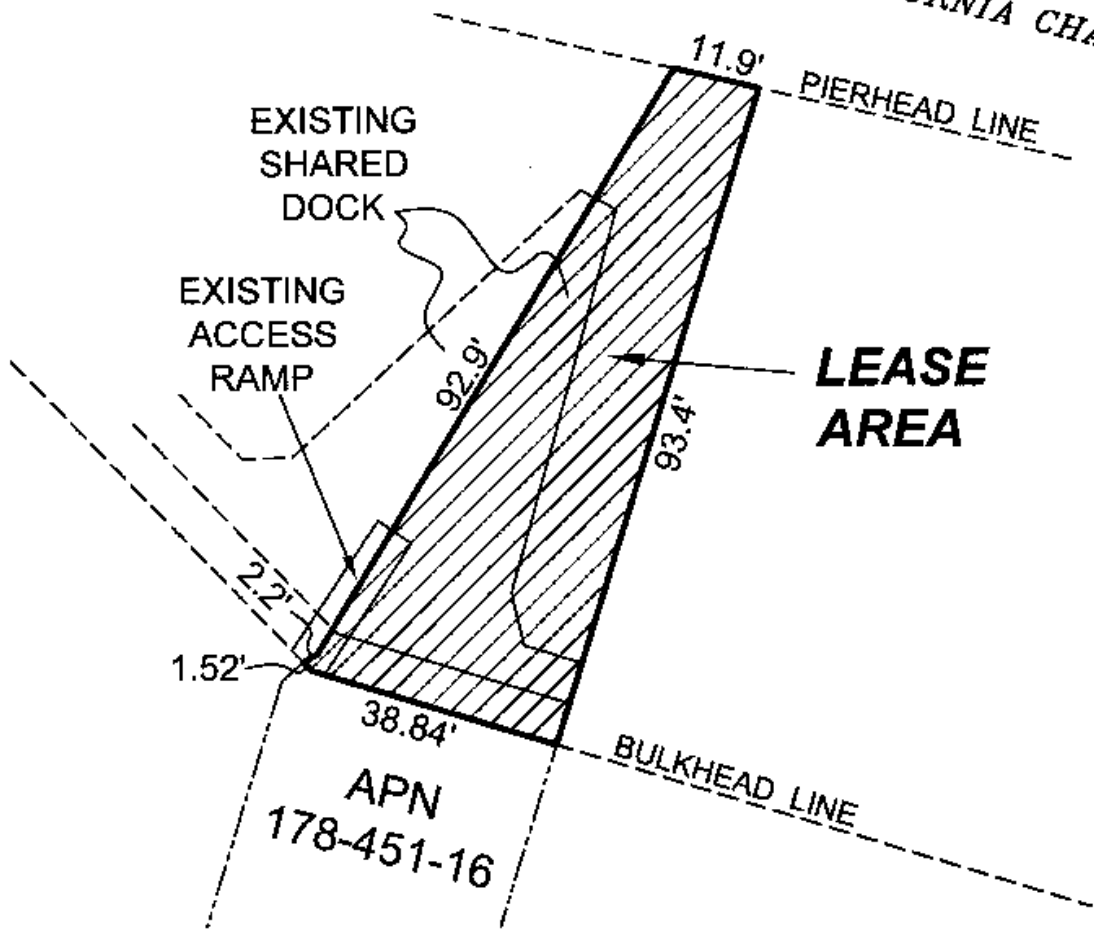 11.9'
PIERHEAD LINE
EXISTING
SHARED
DOCK
EXISTING
ACCESS
RAMP
92.9'
LEASE
AREA
93.4'
2.2'
1.52'
38.84'
BULKHEAD LINE
APN
178-451-16